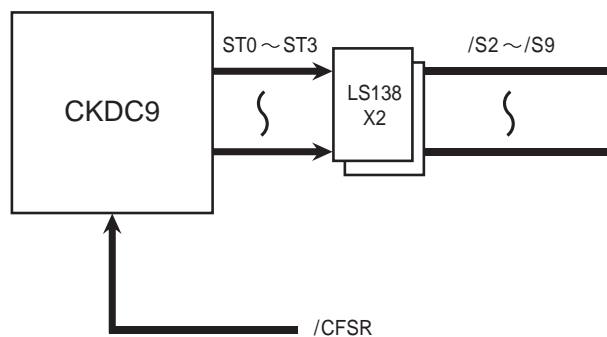 ST0～ST3
/S2～/S9
CKDC9
LS138
X2
/CFSR